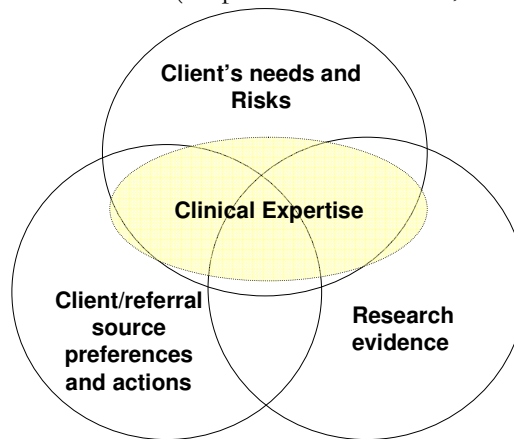 Client's needs and
Risks
Clinical Expertise
Client/referral
source
preferences
and actions
Research
evidence